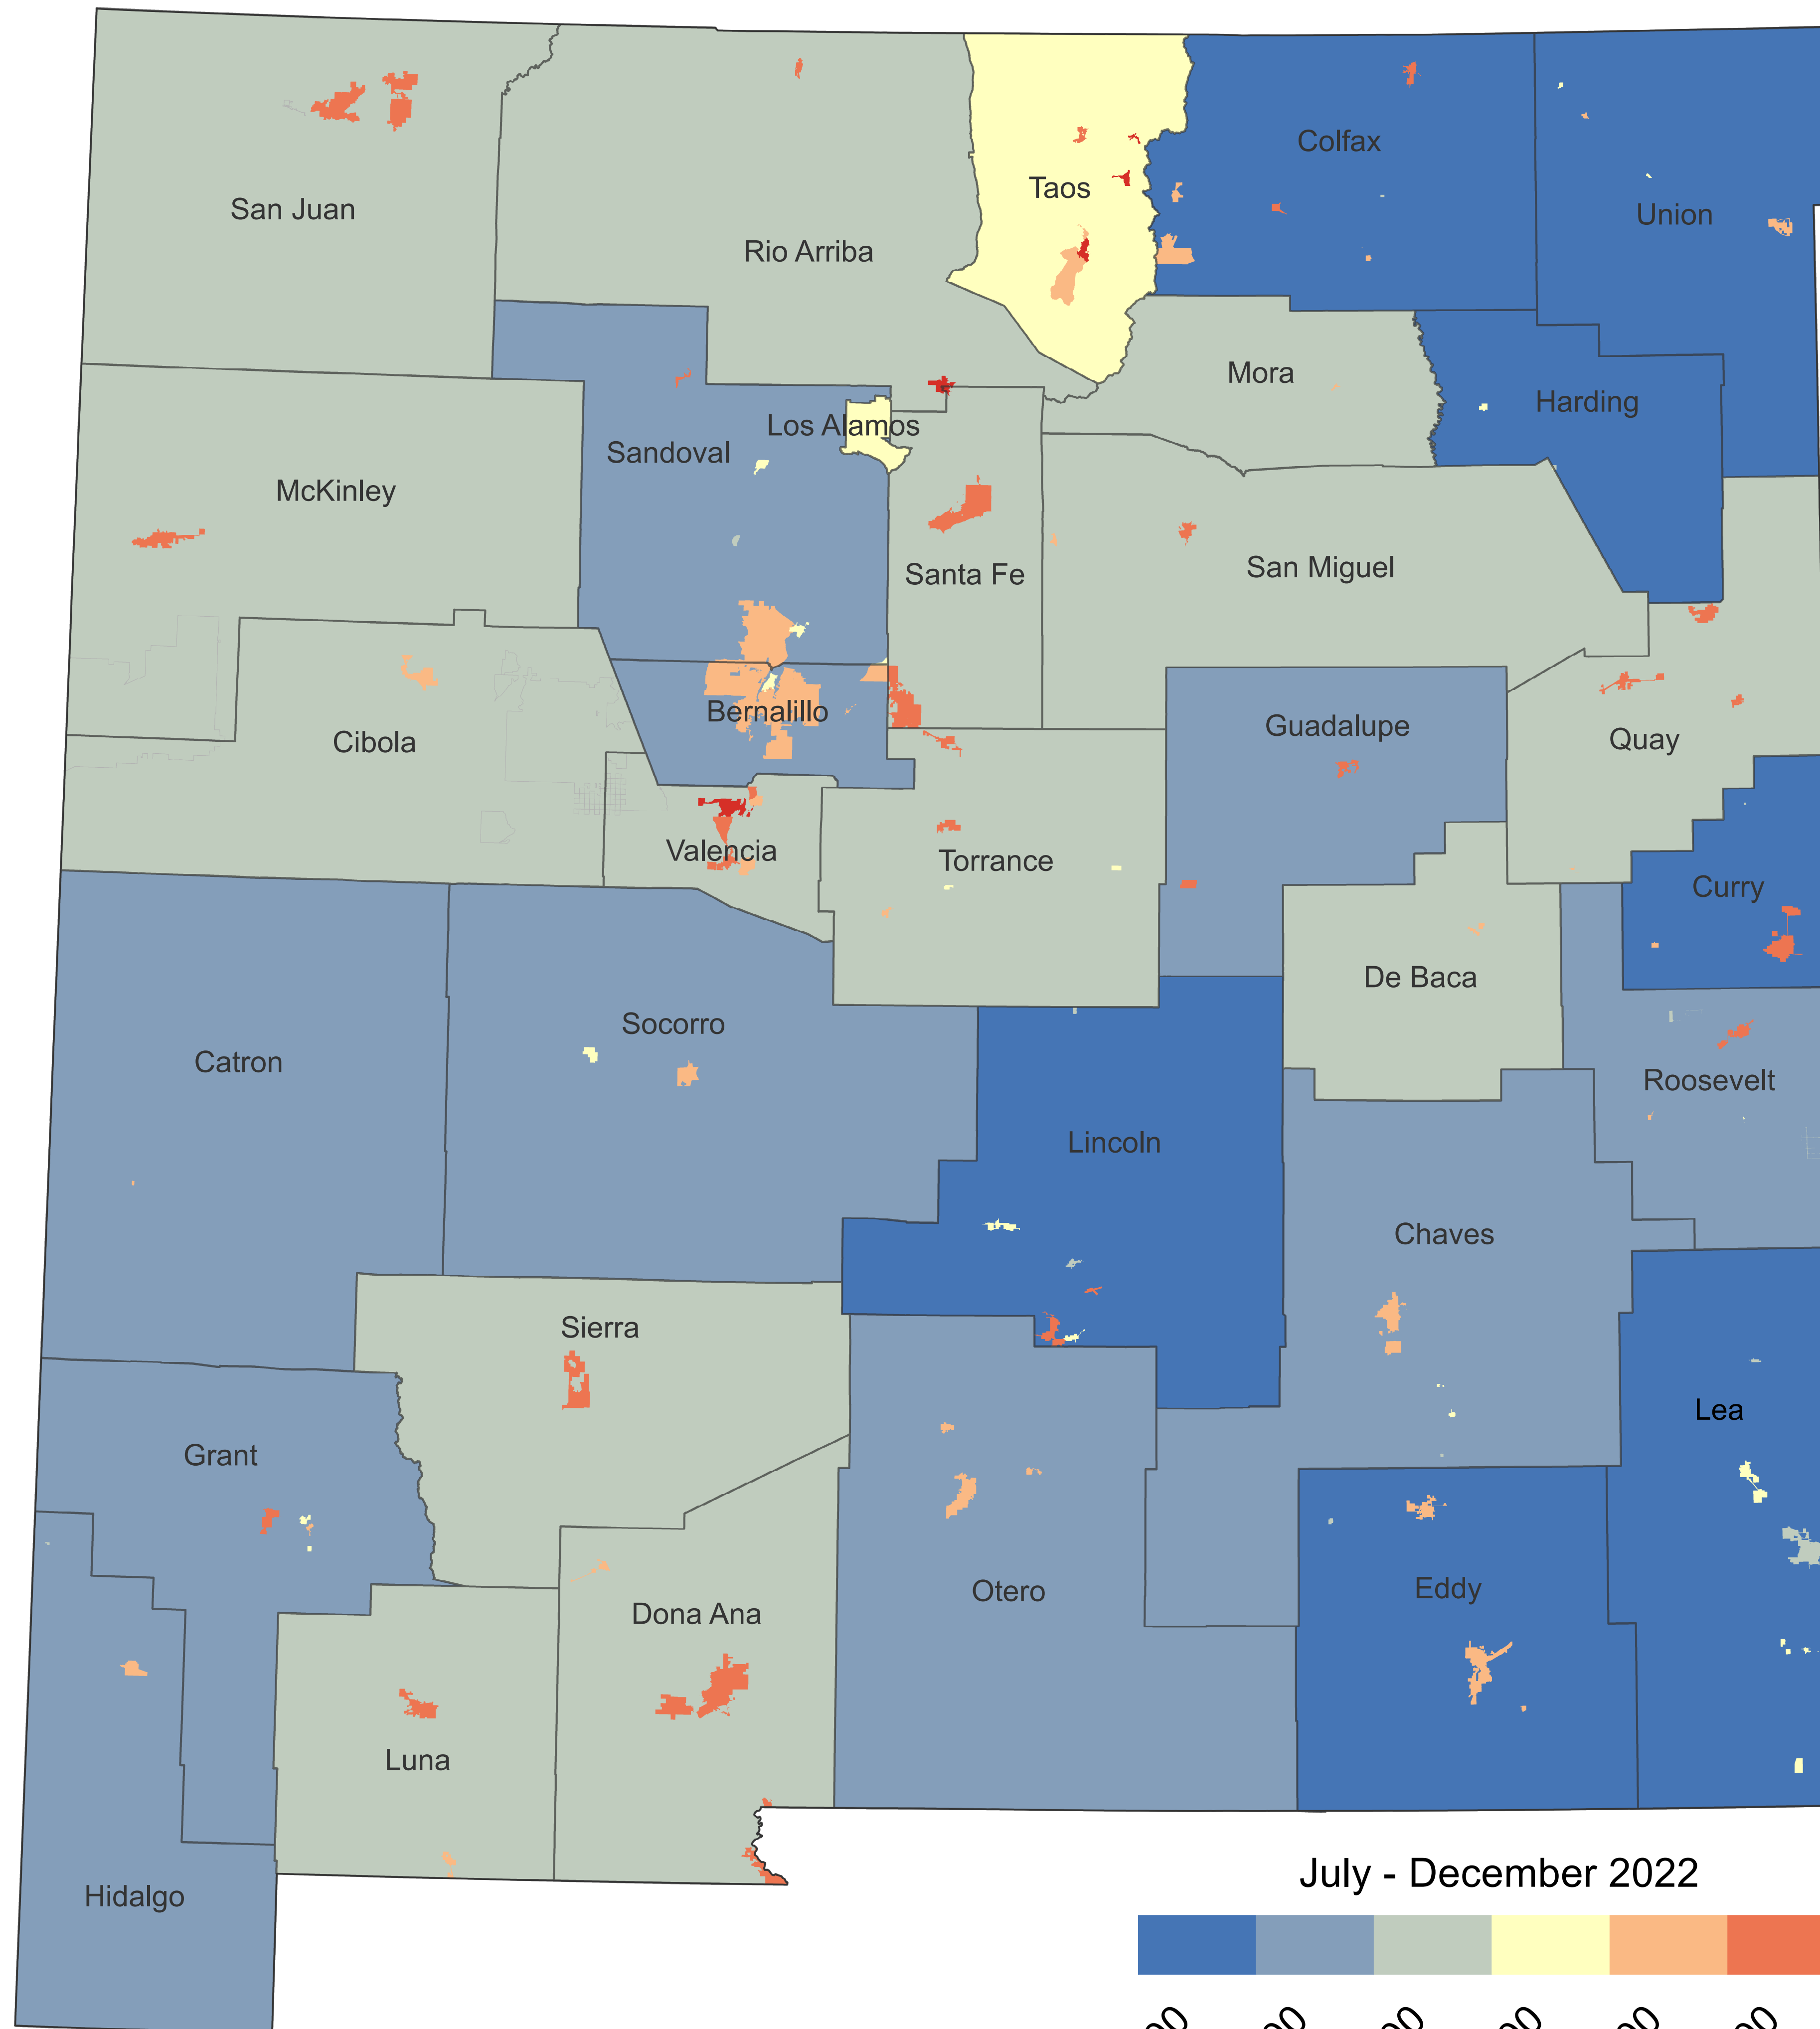 Colfax
Taos
San Juan
Union
Rio Arriba
Mora
Harding
Los Alamos
Sandoval
McKinley
San Miguel
Santa Fe
Bernalillo
Guadalupe
Quay
Cibola
Valencia
Torrance
Curry
De Baca
Socorro
Catron
Roosevelt
Lincoln
Chaves
Sierra
Lea
Grant
Eddy
Otero
Dona Ana
Luna
Hidalgo
July - December 2022